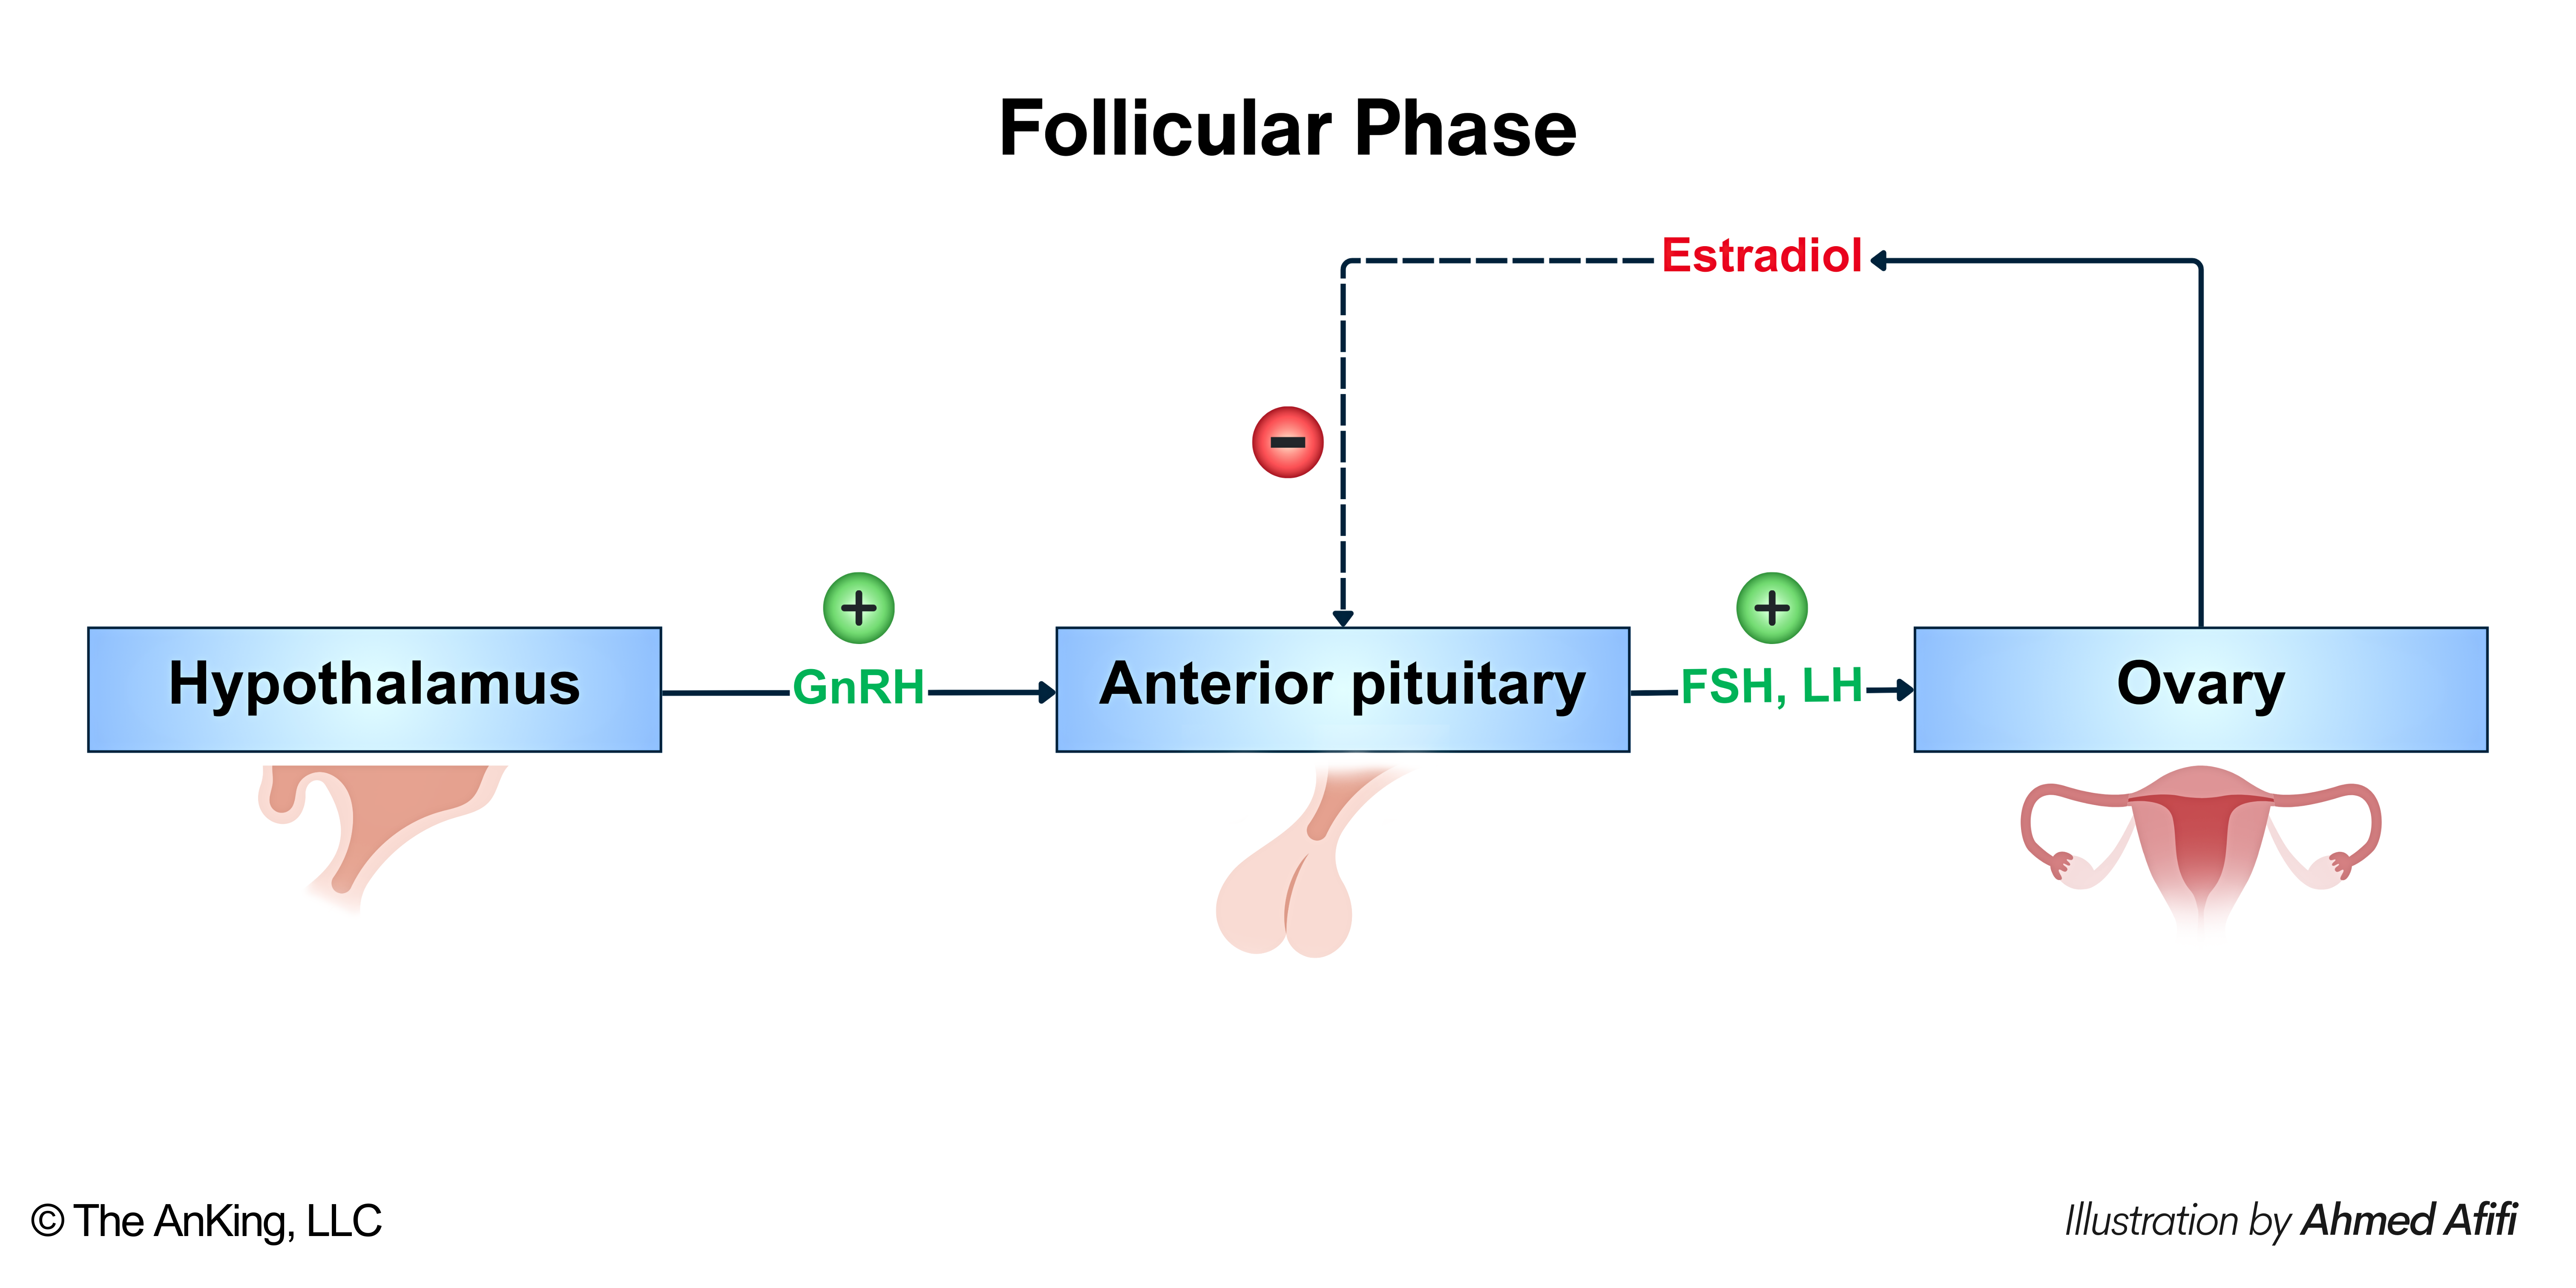 Follicular Phase
Estradiol
−
+
+
Hypothalamus
GnRH
Anterior pituitary
FSH, LH
Ovary
© The AnKing, LLC
Illustration by Ahmed Afifi